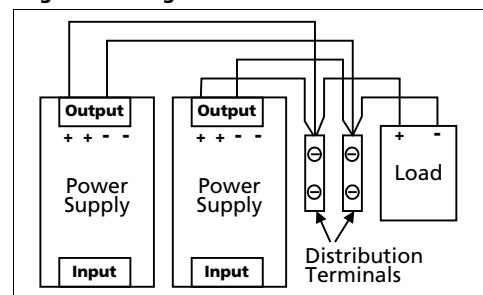 Output
+ + - -
Power
Supply
Input
Output
+ + - -
Power
Supply
Input
+ -
Load
Distribution
Terminals